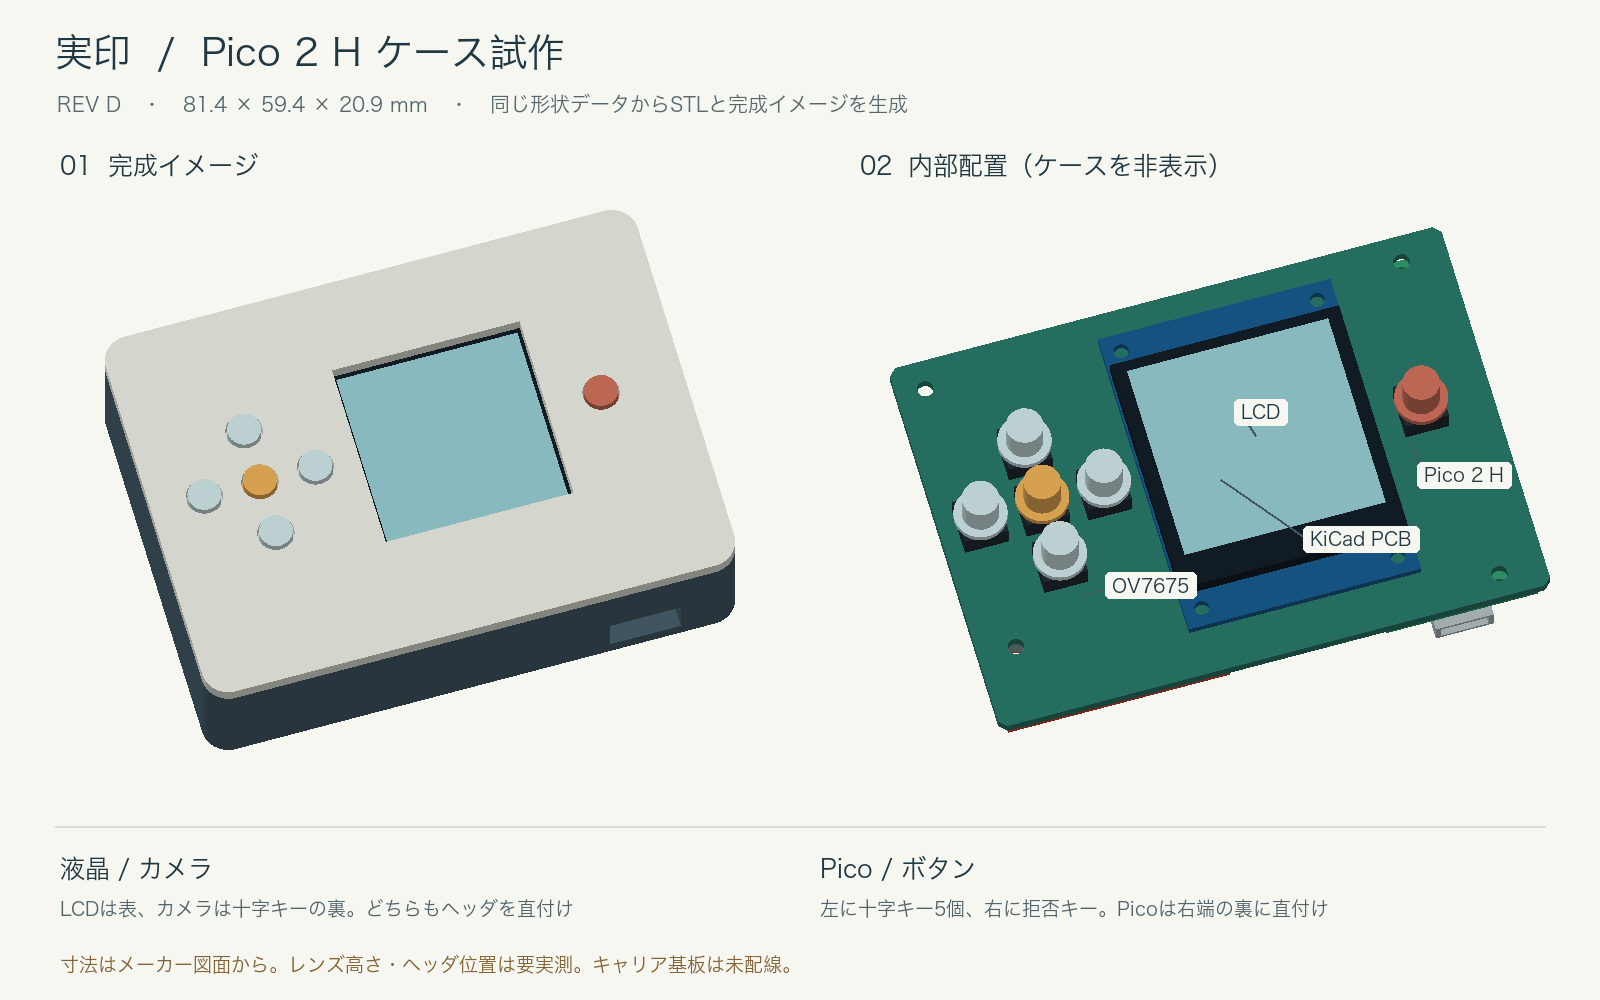 実印 / Pico 2 H ケース試作
REV D ・ 81.4 × 59.4 × 20.9 mm ・ 同じ形状データからSTLと完成イメージを生成
01 完成イメージ
02 内部配置（ケースを非表示）
LCD
Pico 2 H
KiCad PCB
OV7675
液晶 / カメラ
LCDは表、カメラは十字キーの裏。どちらもヘッダを直付け
Pico / ボタン
左に十字キー5個、右に拒否キー。Picoは右端の裏に直付け
寸法はメーカー図面から。レンズ高さ・ヘッダ位置は要実測。キャリア基板は未配線。